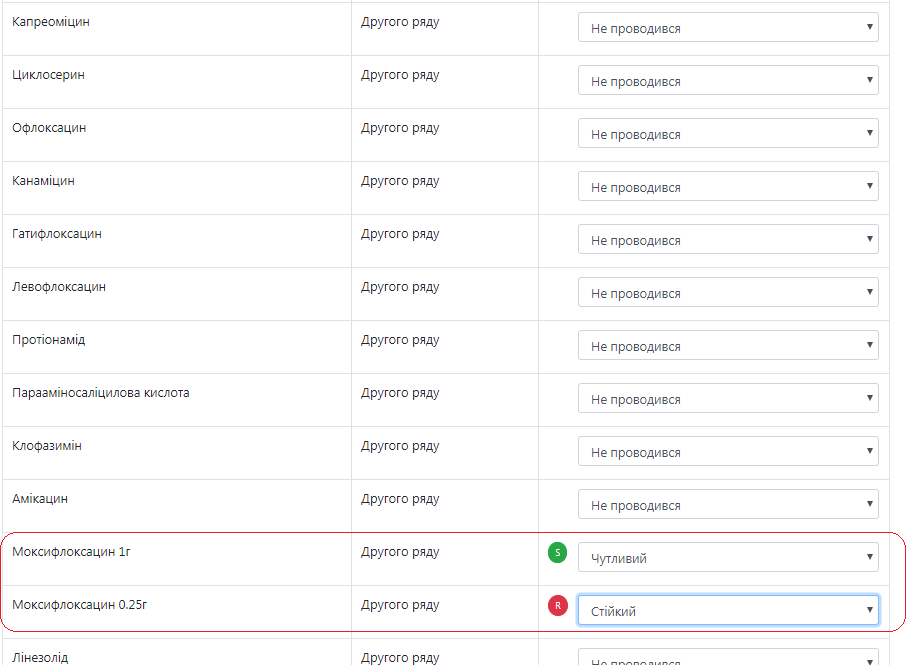 Капреоміцин Другого ряду Не проводився
Циклосерин Другого ряду Не проводився
Офлоксацин Другого ряду Не проводився
Канаміцин Другого ряду Не проводився
Гатифлоксацин Другого ряду Не проводився
Левофлоксацин Другого ряду Не проводився
Протіонамід Другого ряду Не проводився
Парааміносаліцилова кислота Другого ряду Не проводився
Клофазимін Другого ряду Не проводився
Амікацин Другого ряду Не проводився
Моксифлоксацин 1г Другого ряду S Чутливий
Моксифлоксацин 0.25г Другого ряду R Стійкий
Лінезолід Другого ряду Не проводився